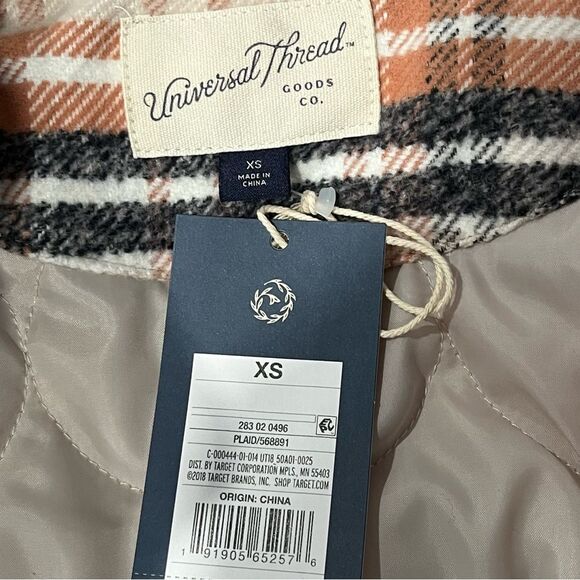 Universal Thread™
GOODS
CO.
XS
MADE IN
CHINA
XS
283 02 0496
PLAID/568891
C-000444-01-014 UT18 50A01-0025
DIST. BY TARGET CORPORATION MPLS., MN 55403
©2018 TARGET BRANDS, INC. SHOP TARGET.COM
ORIGIN: CHINA
1 91905 65257 6